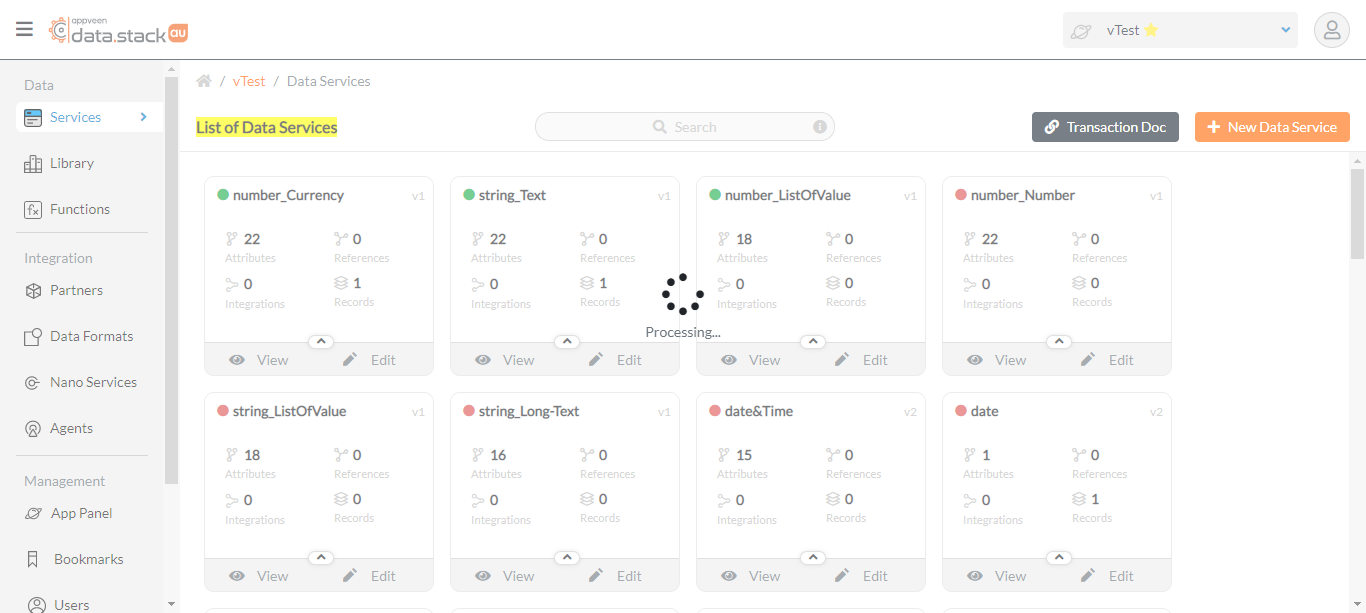 appveen
data.stack au
vTest
Data
Services
Library
Functions
Integration
Partners
Data Formats
Nano Services
Agents
Management
App Panel
Bookmarks
Users
/ vTest / Data Services
List of Data Services
Search
Transaction Doc
New Data Service
number_Currency v1
22 0
Attributes References
0 1
Integrations Records
View Edit
string_Text v1
22 0
Attributes References
0 1
Integrations Records
View Edit
number_ListOfValue v1
18 0
Attributes References
0 0
Integrations Records
View Edit
number_Number v1
22 0
Attributes References
0 0
Integrations Records
View Edit
Processing...
string_ListOfValue v1
18 0
Attributes References
0 0
Integrations Records
View Edit
string_Long-Text v1
16 0
Attributes References
0 0
Integrations Records
View Edit
date&Time v2
15 0
Attributes References
0 0
Integrations Records
View Edit
date v2
1 0
Attributes References
0 1
Integrations Records
View Edit